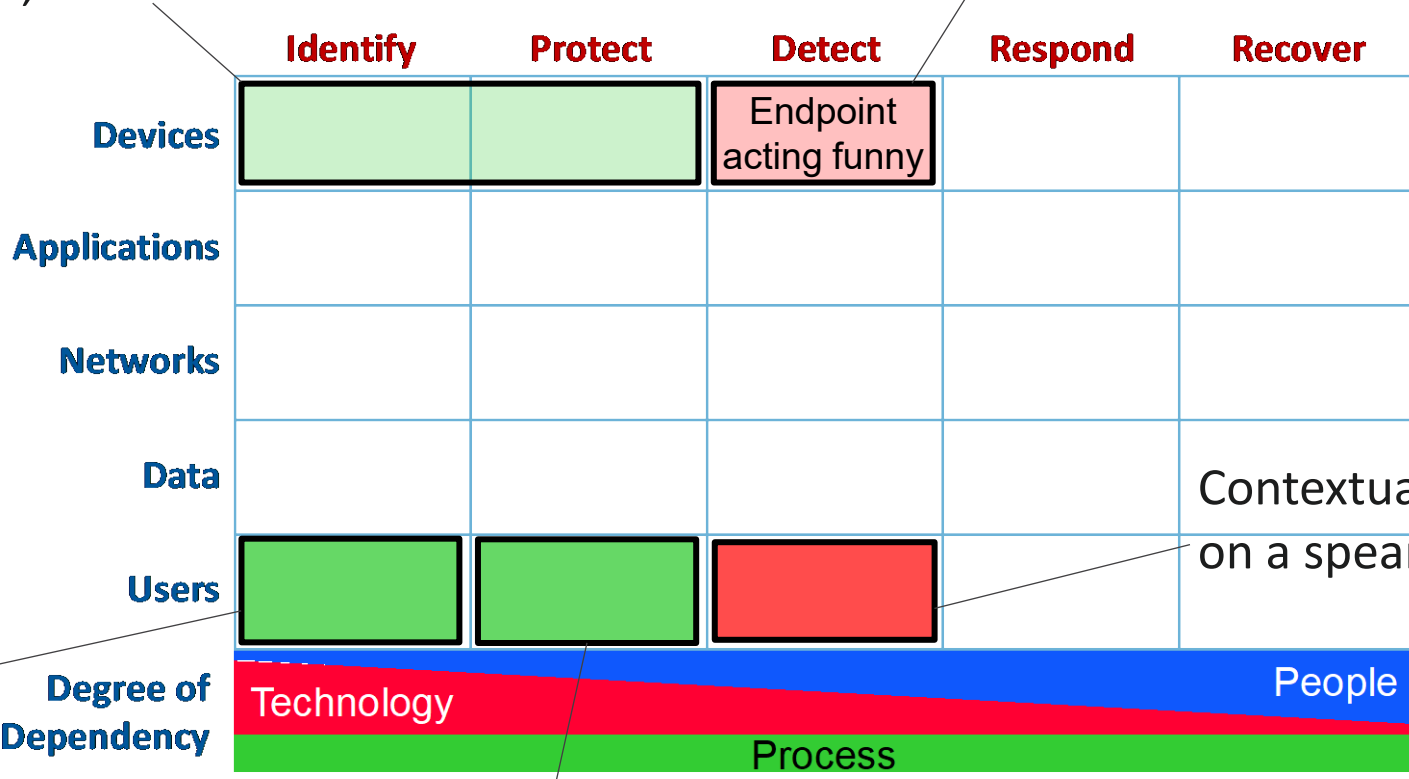 Identify Protect Detect Respond Recover
Devices
Endpoint
acting funny
Applications
Networks
Data
Contextua
on a spear
Users
Degree of
Dependency
Technology
People
Process